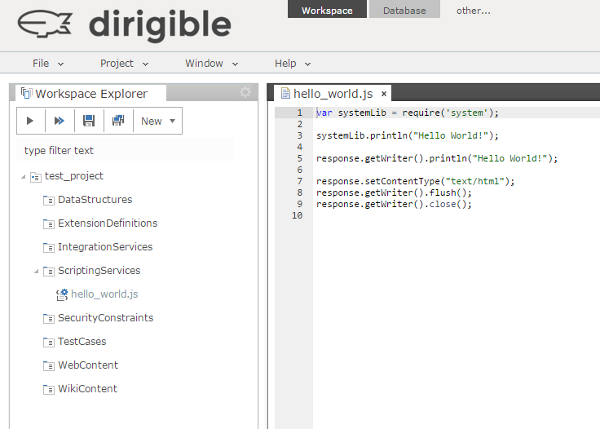 dirigible
Workspace Database other...
File Project Window Help
Workspace Explorer
New
type filter text
test_project
DataStructures
ExtensionDefinitions
IntegrationServices
ScriptingServices
hello_world.js
SecurityConstraints
TestCases
WebContent
WikiContent
hello_world.js ×
1 var systemLib = require('system');
2
3 systemLib.println("Hello World!");
4
5 response.getWriter().println("Hello World!");
6
7 response.setContentType("text/html");
8 response.getWriter().flush();
9 response.getWriter().close();
10